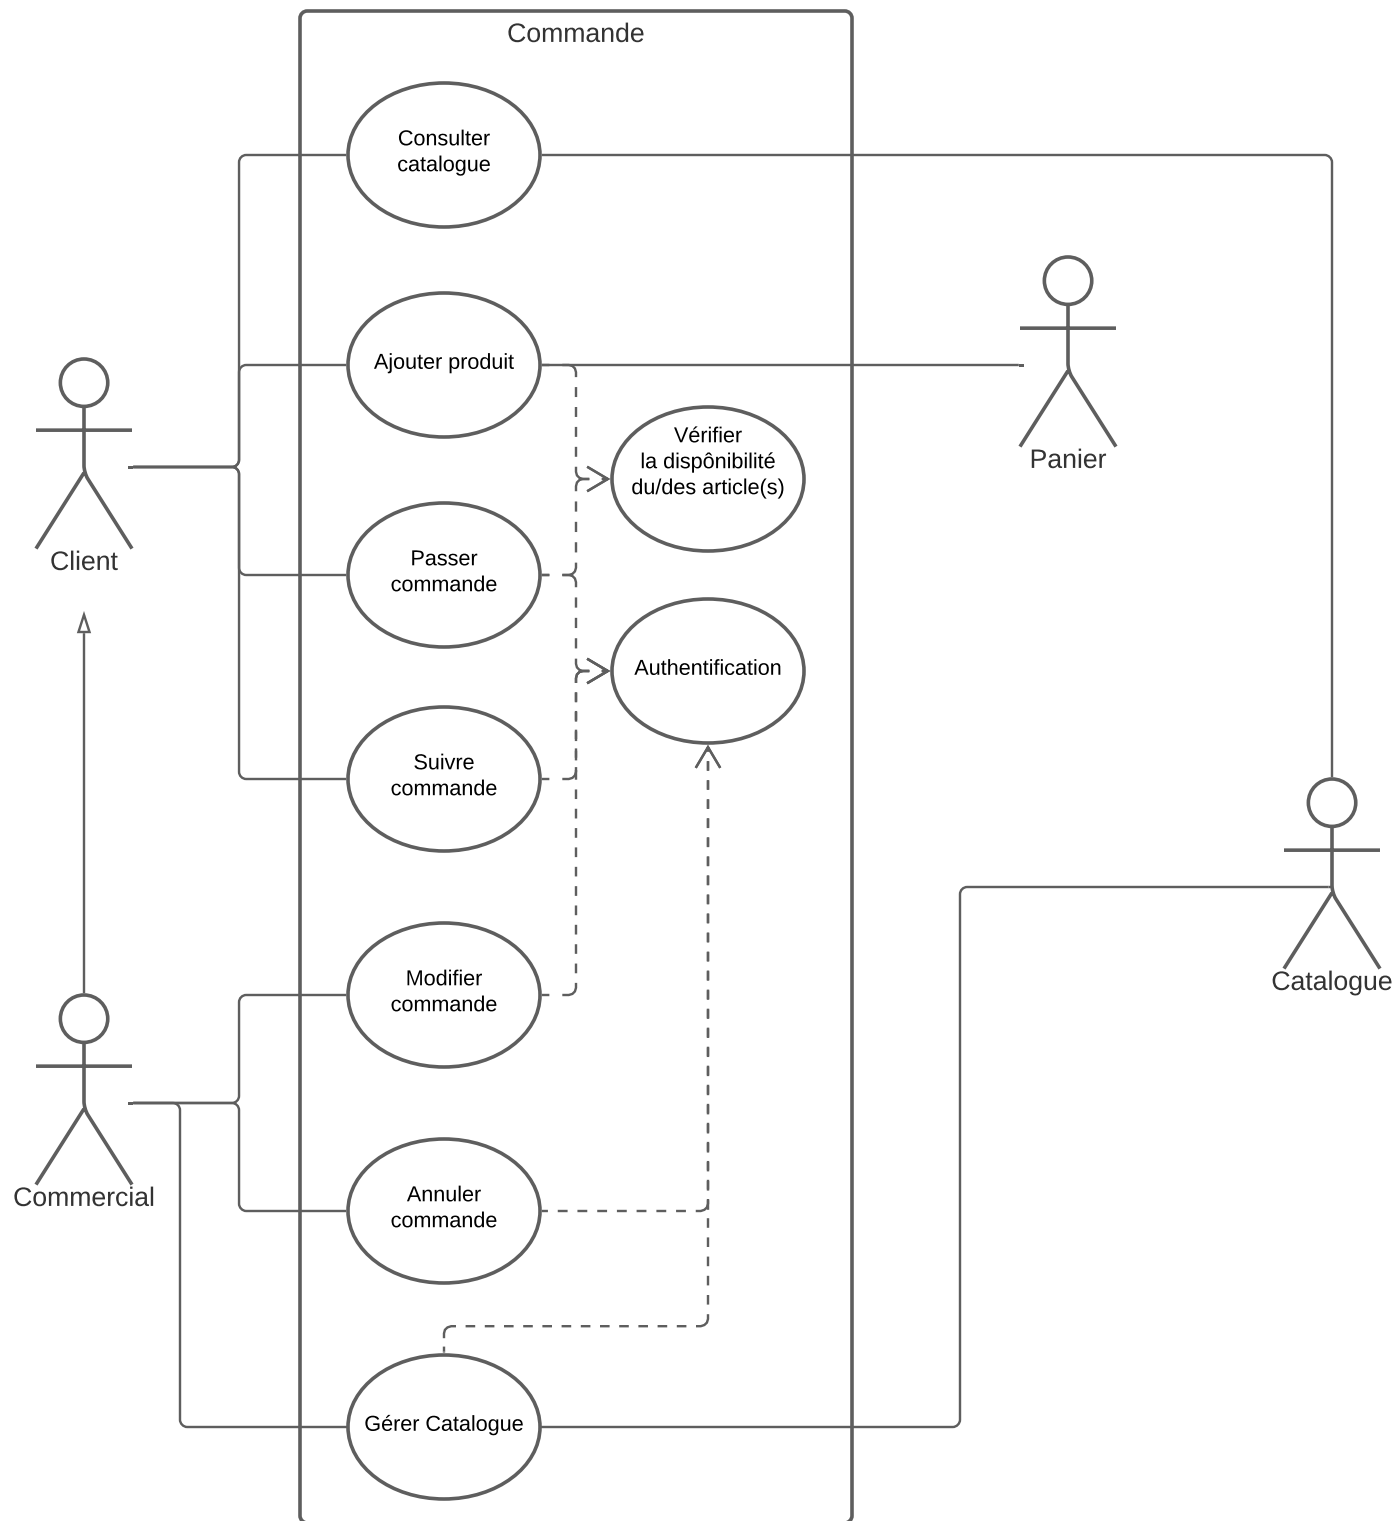 Commande
Consulter
catalogue
Ajouter produit
Vérifier
la dispônibilité
du/des article(s)
Panier
Client
Passer
commande
Authentification
Suivre
commande
Modifier
commande
Catalogue
Commercial
Annuler
commande
Gérer Catalogue